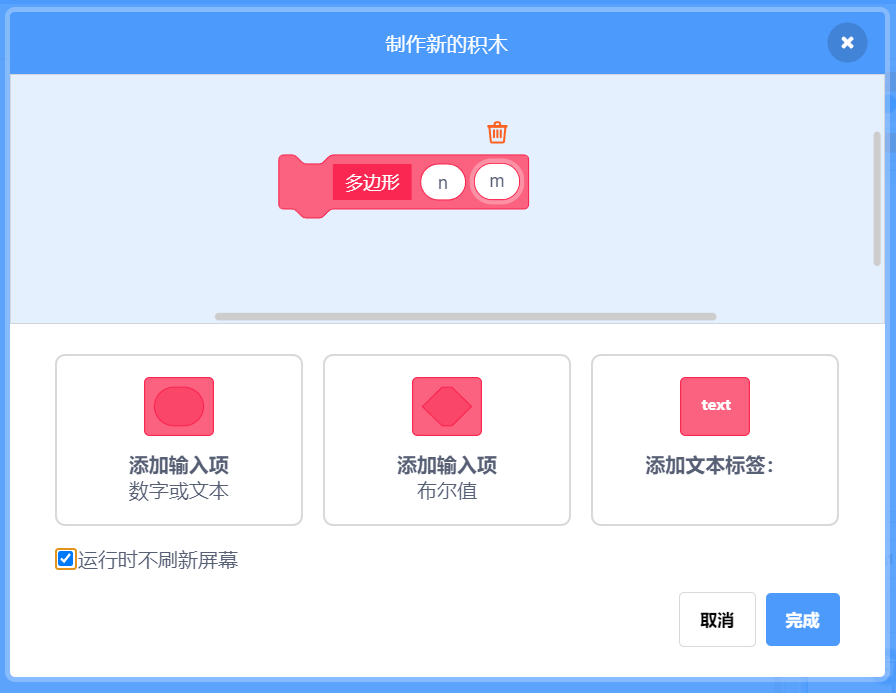 制作新的积木
多边形 n m
添加输入项
数字或文本
添加输入项
布尔值
text
添加文本标签：
运行时不刷新屏幕
取消 完成